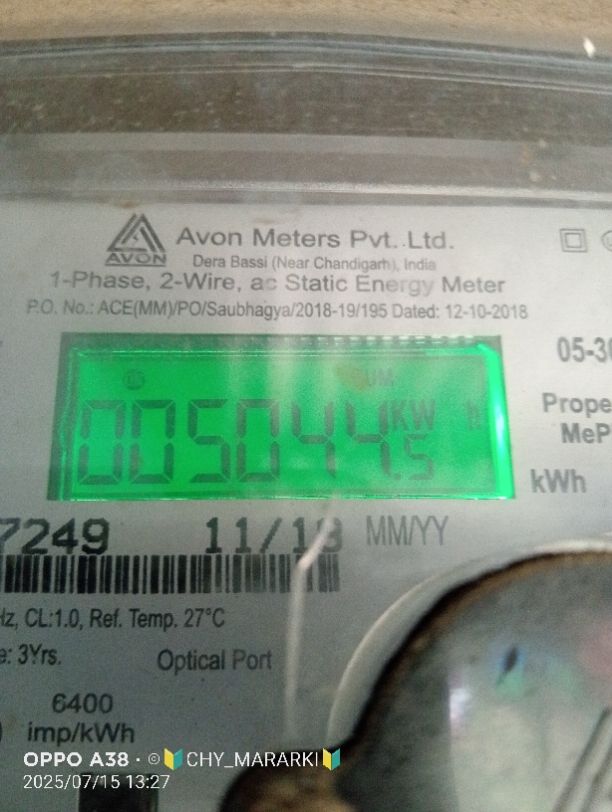 AVON
Avon Meters Pvt. Ltd.
Dera Bassi (Near Chandigarh), India
1-Phase, 2-Wire, ac Static Energy Meter
P.O. No.: ACE(MM)/PO/Saubhagya/2018-19/195 Dated: 12-10-2018
05-30
CUM
005044.5 KW H
Prope
MeP
kWh
7249 11/18 MM/YY
Hz, CL:1.0, Ref. Temp. 27°C
e: 3Yrs.
Optical Port
6400
imp/kWh
OPPO A38 · ©🔰CHY_MARARKI🔰
2025/07/15 13:27